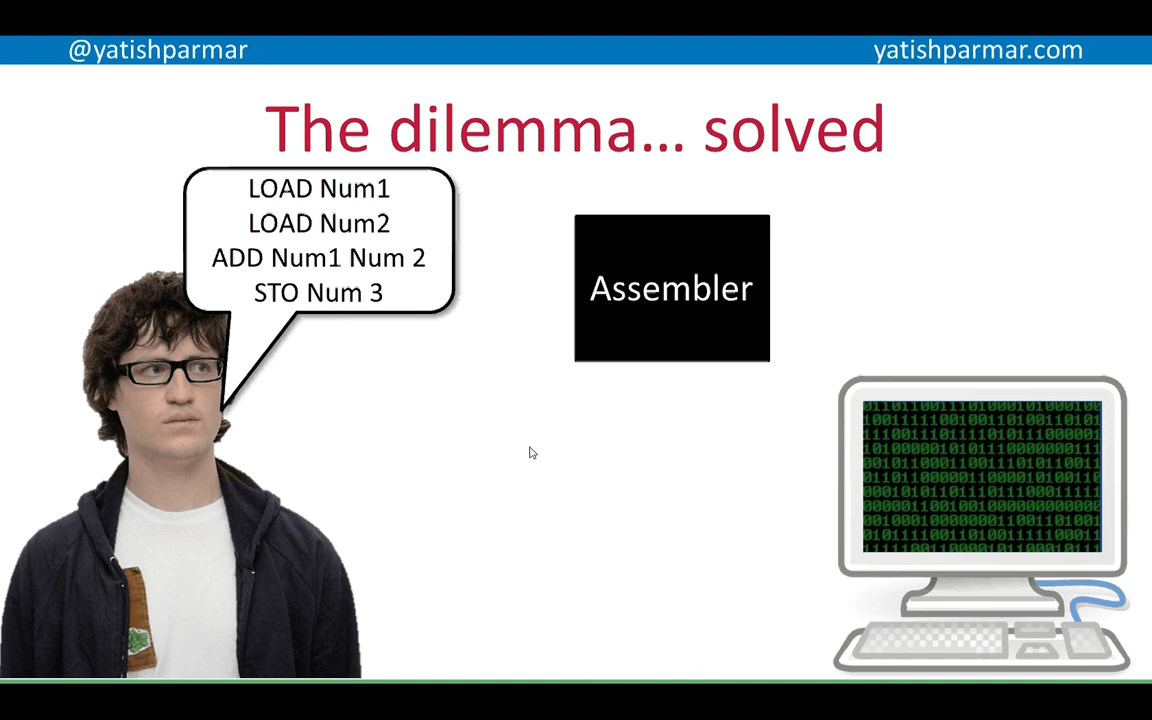 @yatishparmar
yatishparmar.com
The dilemma... solved
LOAD Num1
LOAD Num2
ADD Num1 Num 2
STO Num 3
Assembler